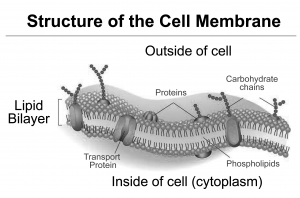 Structure of the Cell Membrane
Outside of cell
Carbohydrate
chains
Proteins
Lipid
Bilayer
Transport
Protein
Phospholipids
Inside of cell (cytoplasm)